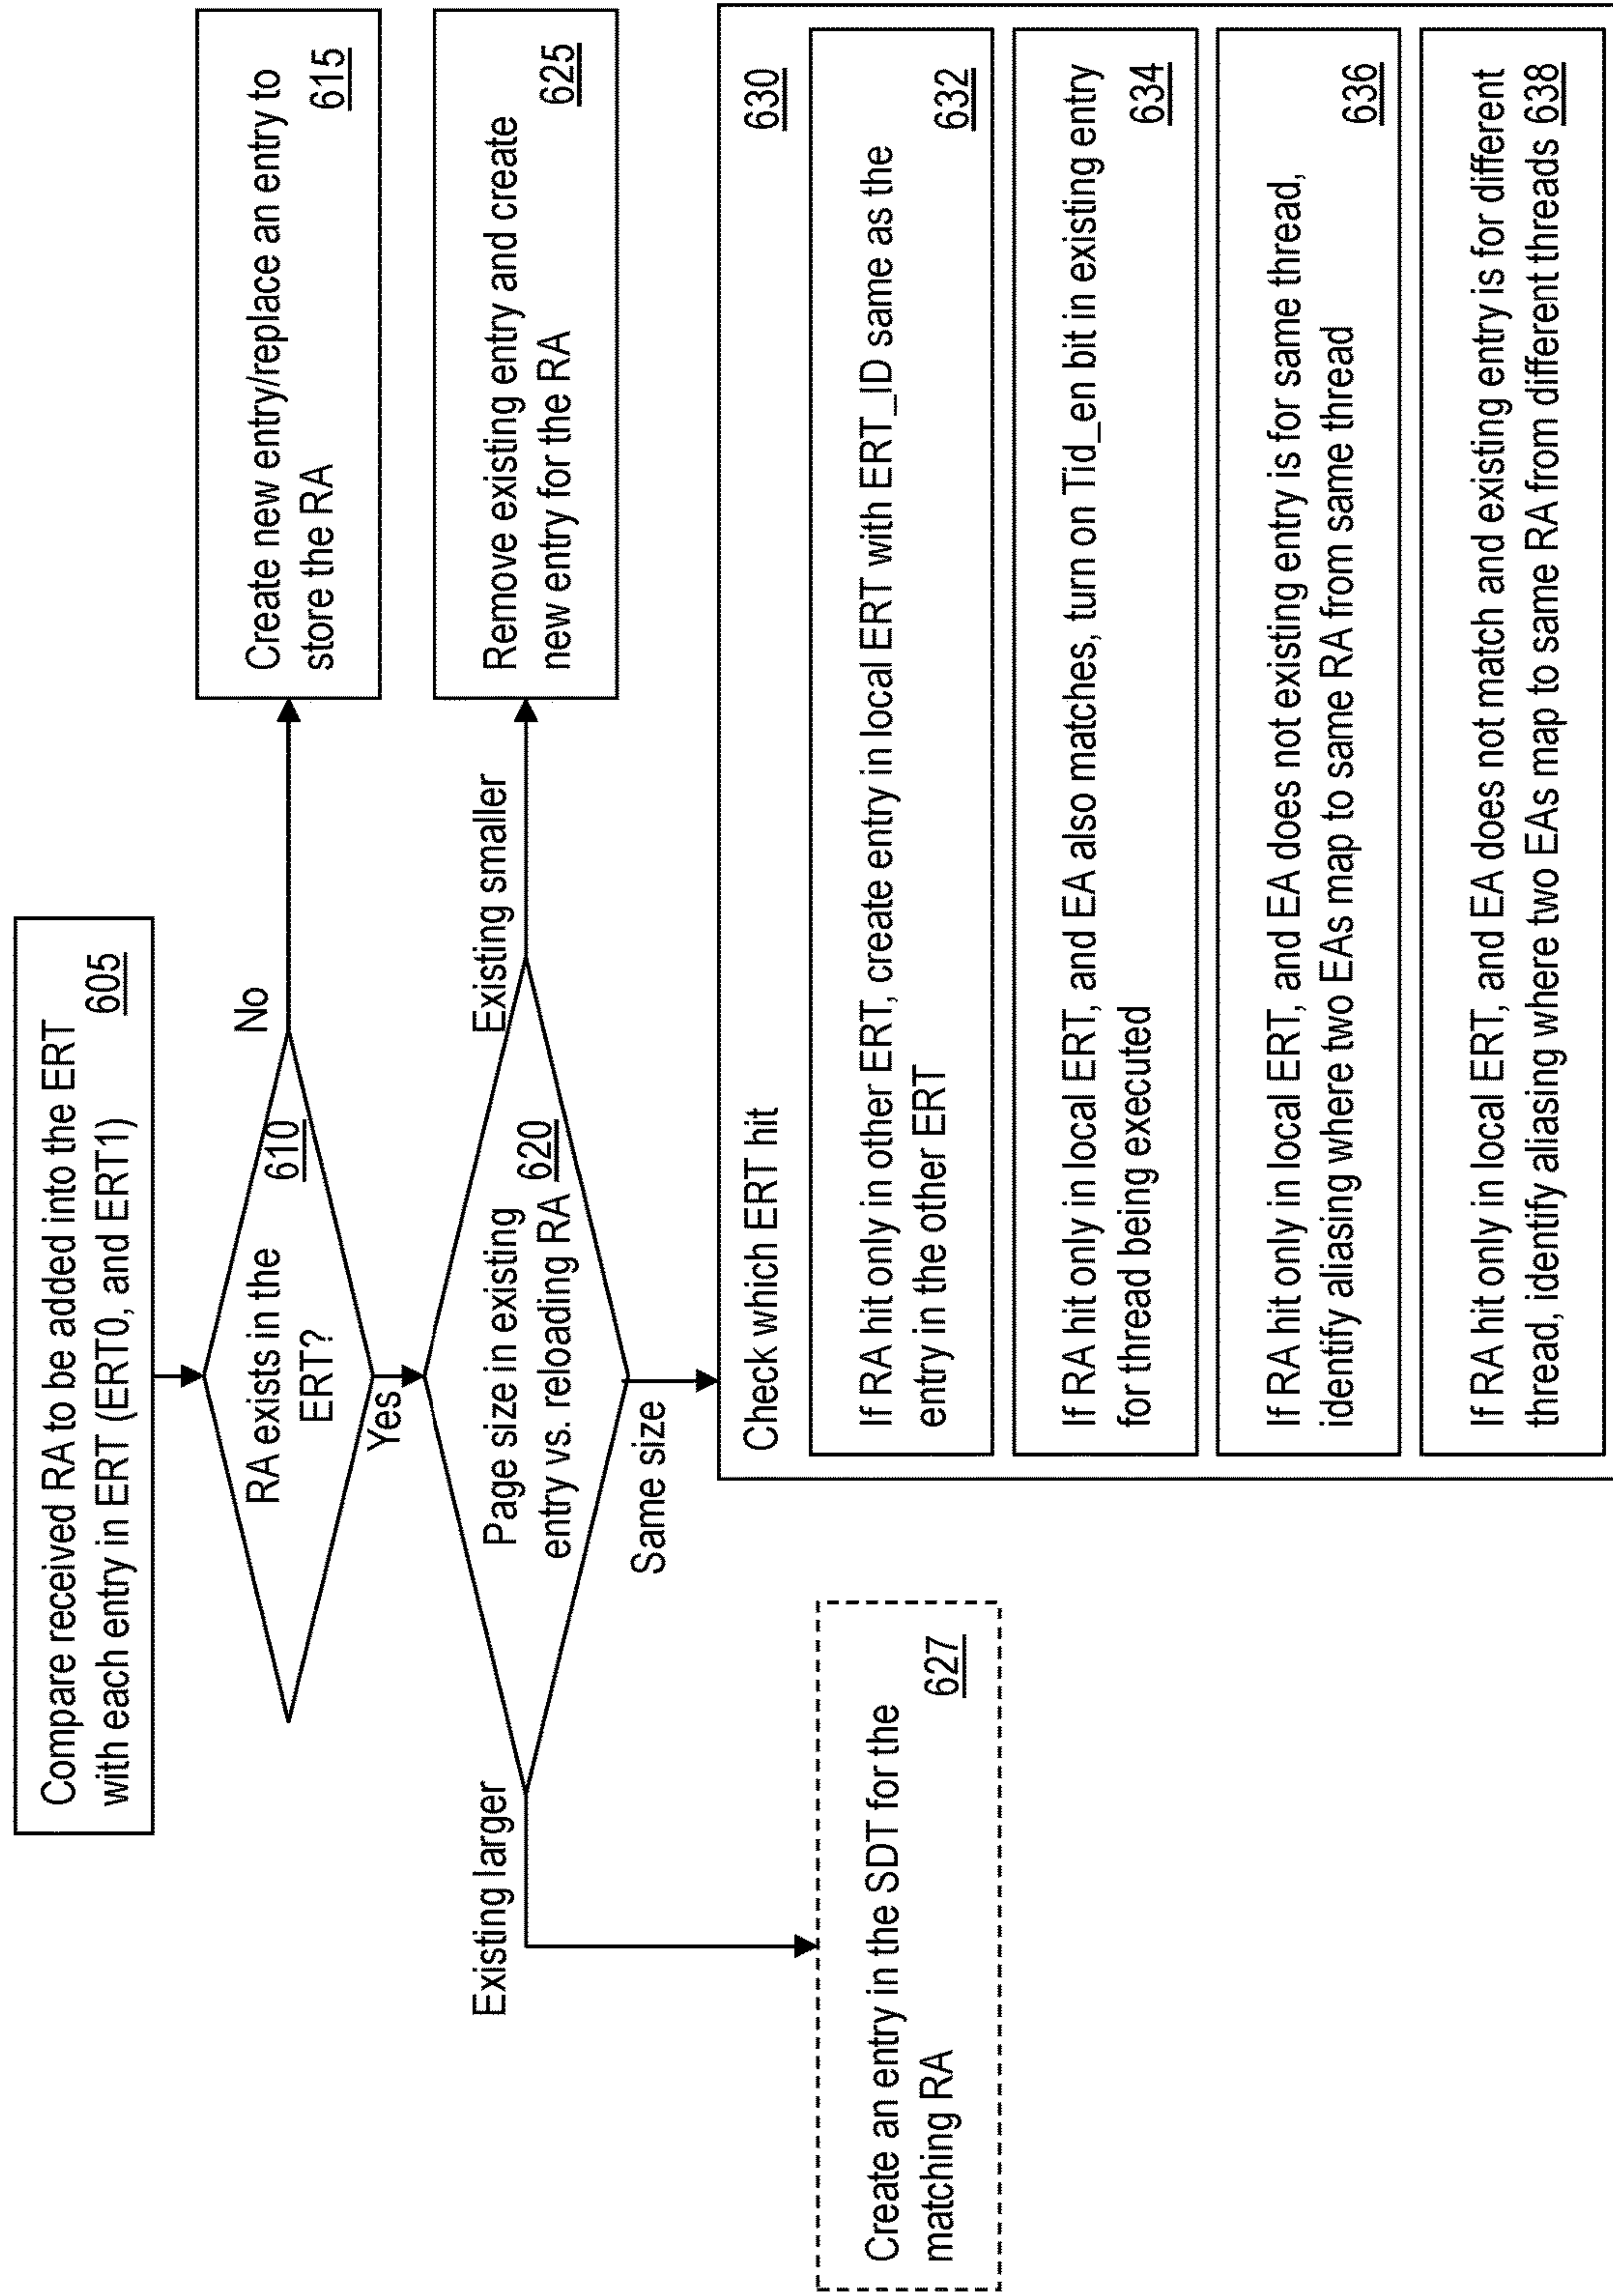 Compare received RA to be added into the ERT
with each entry in ERT (ERT0, and ERT1) 605
RA exists in the
ERT?
610
No
Create new entry/replace an entry to
store the RA
615
Yes
Page size in existing
entry vs. reloading RA 620
Existing smaller
Remove existing entry and create
new entry for the RA
625
Existing larger
Create an entry in the SDT for the
matching RA
627
Same size
Check which ERT hit
630
If RA hit only in other ERT, create entry in local ERT with ERT_ID same as the
entry in the other ERT
632
If RA hit only in local ERT, and EA also matches, turn on Tid_en bit in existing entry
for thread being executed
634
If RA hit only in local ERT, and EA does not existing entry is for same thread,
identify aliasing where two EAs map to same RA from same thread
636
If RA hit only in local ERT, and EA does not match and existing entry is for different
thread, identify aliasing where two EAs map to same RA from different threads 638